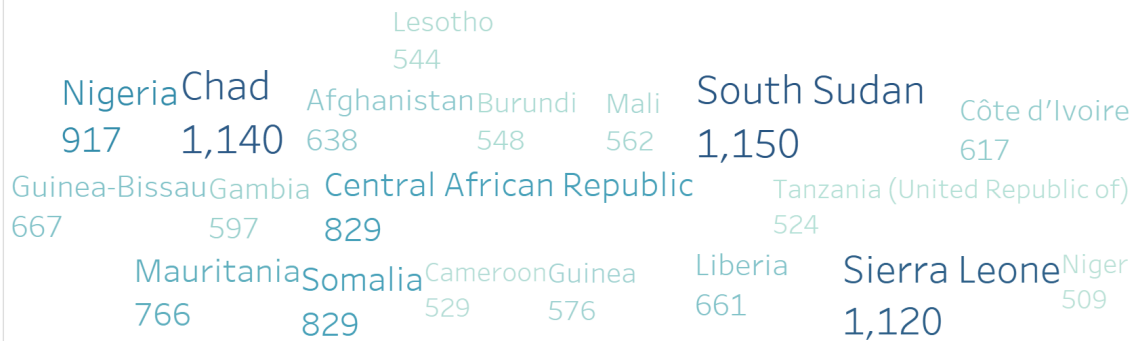 Lesotho
544
Nigeria
917
Chad
1,140
Afghanistan
638
Burundi
548
Mali
562
South Sudan
1,150
Côte d'Ivoire
617
Guinea-Bissau
667
Gambia
597
Central African Republic
829
Tanzania (United Republic of)
524
Mauritania
766
Somalia
829
Cameroon
529
Guinea
576
Liberia
661
Sierra Leone
1,120
Niger
509